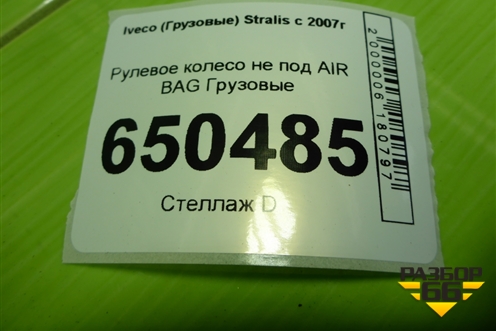 Iveco (Грузовые) Stralis с 2007г
Рулевое колесо не под AIR
BAG Грузовые
650485
Стеллаж D
2000006180797
РАЗБОР
66